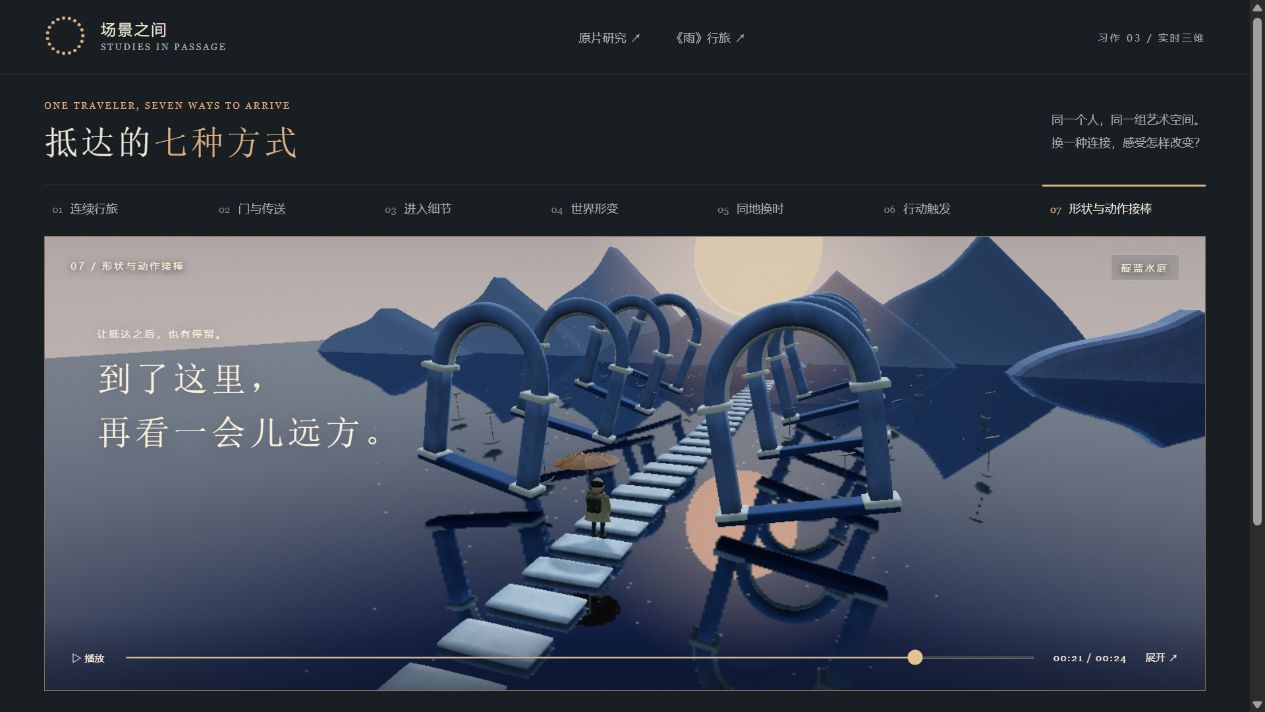 场景之间
STUDIES IN PASSAGE
原片研究 ↗
《雨》行旅 ↗
习作 03 / 实时三维
ONE TRAVELER, SEVEN WAYS TO ARRIVE
抵达的七种方式
同一个人，同一组艺术空间。
换一种连接，感受怎样改变？
01 连续行旅
02 门与传送
03 进入细节
04 世界形变
05 同地换时
06 行动触发
07 形状与动作接棒
07 / 形状与动作接棒
靛蓝水庭
让抵达之后，也有停留。
到了这里，
再看一会儿远方。
▷ 播放
00:21 / 00:24
展开 ↗